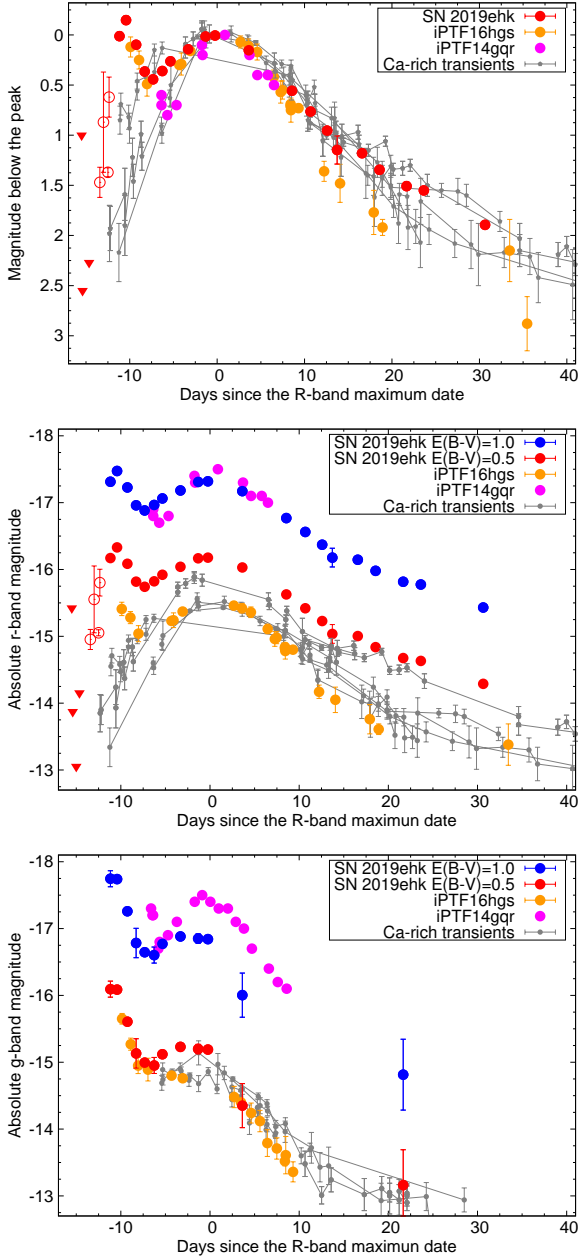 SN 2019ehk
iPTF16hgs
iPTF14gqr
Ca-rich transients
0
0.5
1
1.5
2
2.5
3
Magnitude below the peak
-10 0 10 20 30 40
Days since the R-band maximum date
SN 2019ehk E(B-V)=1.0
SN 2019ehk E(B-V)=0.5
iPTF16hgs
iPTF14gqr
Ca-rich transients
-18
-17
-16
-15
-14
-13
Absolute r-band magnitude
-10 0 10 20 30 40
Days since the R-band maximun date
SN 2019ehk E(B-V)=1.0
SN 2019ehk E(B-V)=0.5
iPTF16hgs
iPTF14gqr
Ca-rich transients
-18
-17
-16
-15
-14
-13
Absolute g-band magnitude
-10 0 10 20 30 40
Days since the R-band maximun date